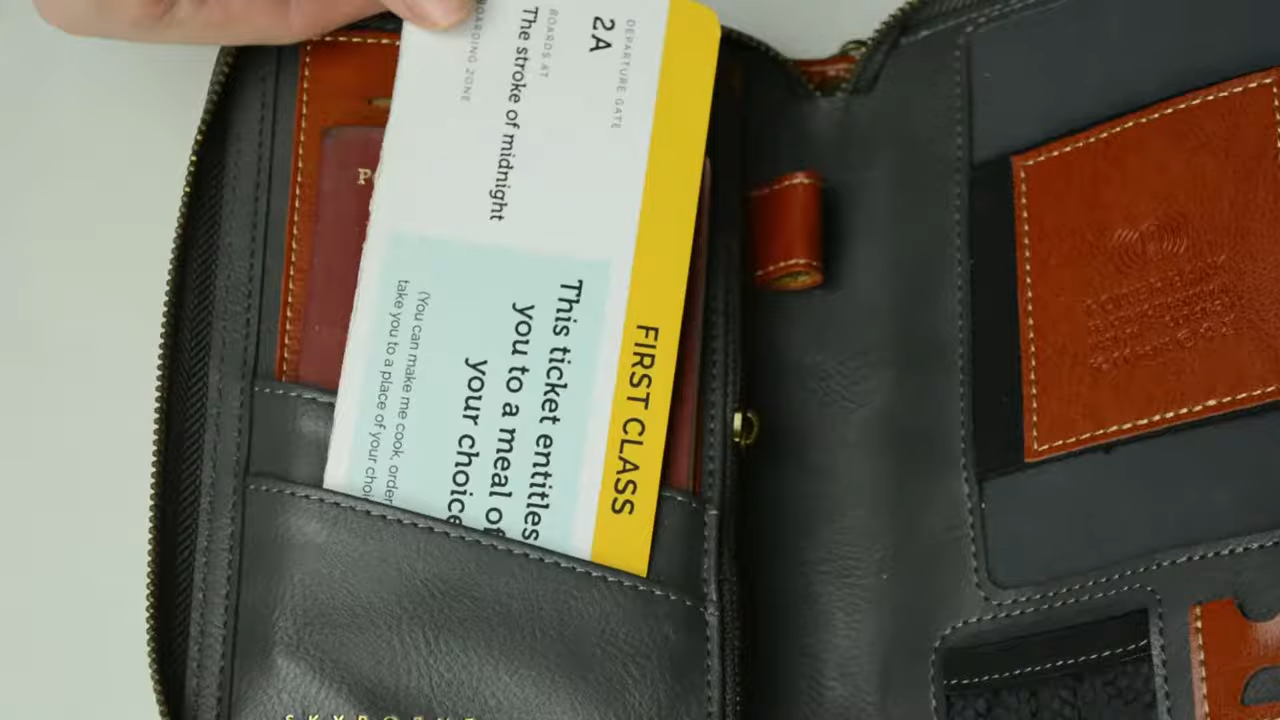 DEPARTURE GATE
2A
BOARDS AT
The stroke of midnight
BOARDING ZONE
FIRST CLASS
This ticket entitles
you to a meal of
your choice
(You can make me cook, order
take you to a place of your choi